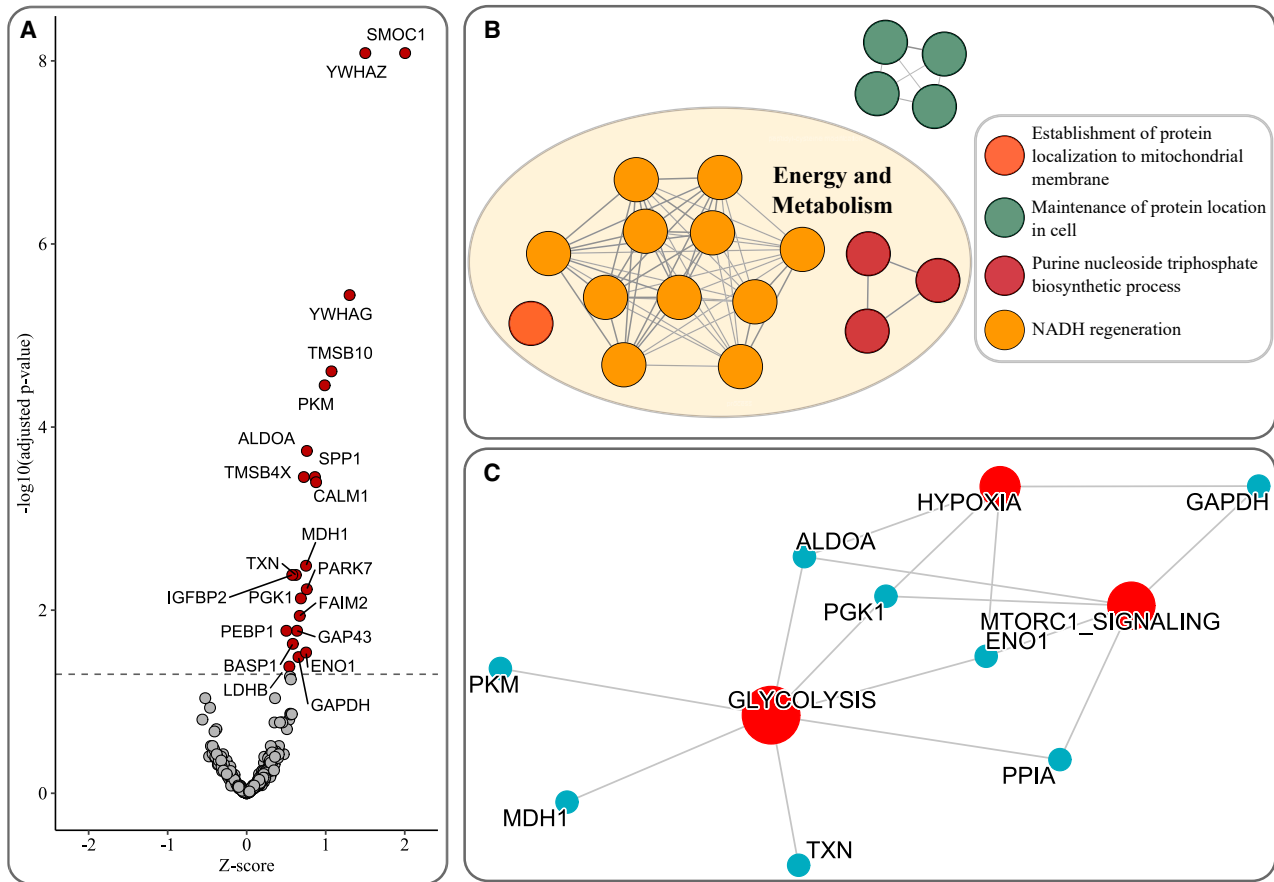 A
SMOC1
YWHAZ
8
6
YWHAG
TMSB10
PKM
4
ALDOA
SPP1
TMSB4X
CALM1
MDH1
TXN
PARK7
IGFBP2
PGK1
FAIM2
2
PEBP1
GAP43
BASP1
ENO1
LDHB
GAPDH
0
-log10(adjusted p-value)
-2
-1
0
1
2
Z-score
B
Energy and
Metabolism
Establishment of protein
localization to mitochondrial
membrane
Maintenance of protein location
in cell
Purine nucleoside triphosphate
biosynthetic process
NADH regeneration
C
HYPOXIA
GAPDH
ALDOA
PGK1
MTORC1_SIGNALING
ENO1
PKM
GLYCOLYSIS
PPIA
MDH1
TXN